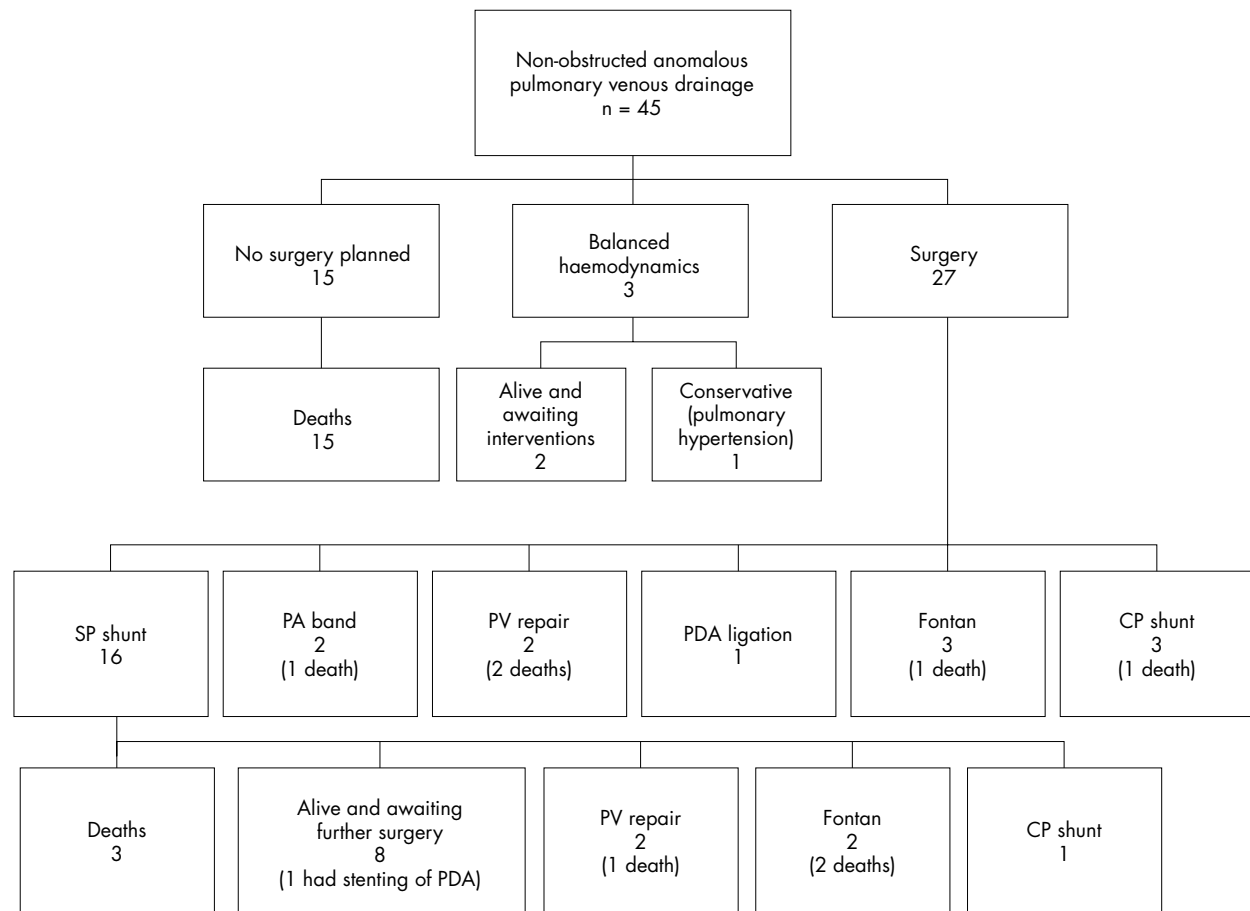 Non-obstructed anomalous
pulmonary venous drainage
n = 45
No surgery planned
15
Balanced
haemodynamics
3
Surgery
27
Deaths
15
Alive and
awaiting
interventions
2
Conservative
(pulmonary
hypertension)
1
SP shunt
16
PA band
2
(1 death)
PV repair
2
(2 deaths)
PDA ligation
1
Fontan
3
(1 death)
CP shunt
3
(1 death)
Deaths
3
Alive and awaiting
further surgery
8
(1 had stenting of PDA)
PV repair
2
(1 death)
Fontan
2
(2 deaths)
CP shunt
1